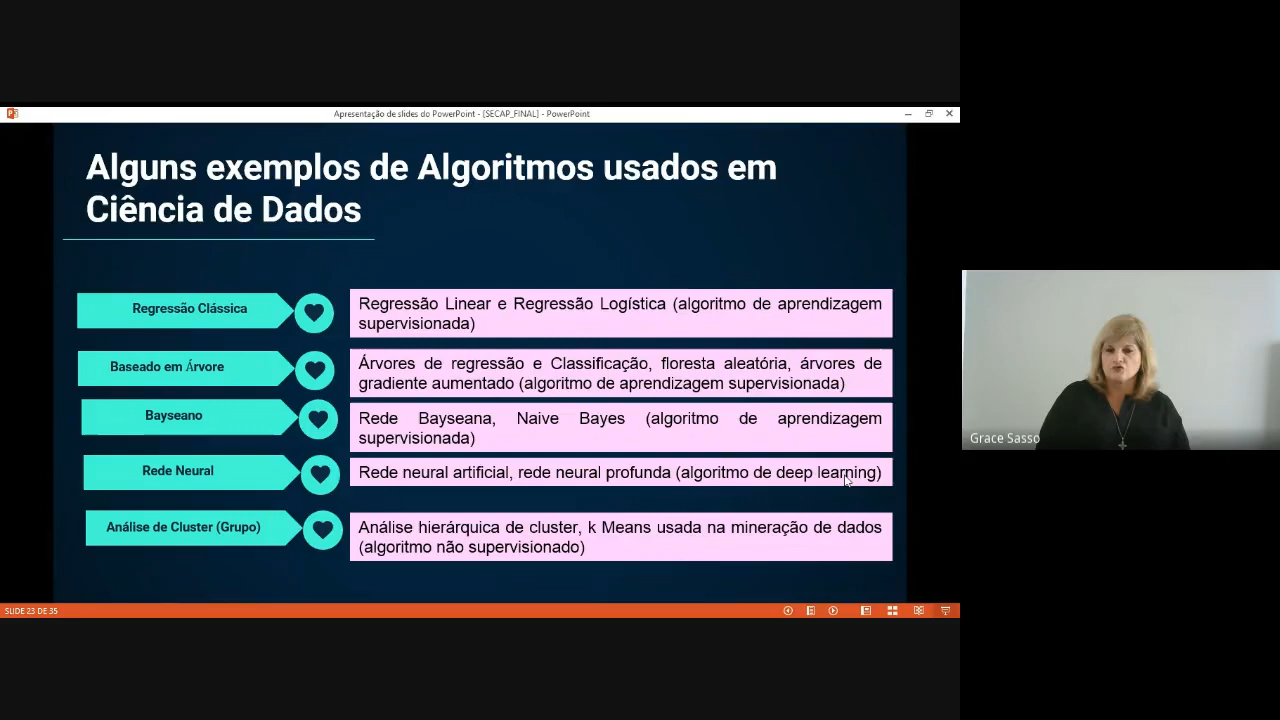 Apresentação de slides do PowerPoint - [SECAP_FINAL] - PowerPoint
Alguns exemplos de Algoritmos usados em
Ciência de Dados
Regressão Clássica
Regressão Linear e Regressão Logística (algoritmo de aprendizagem
supervisionada)
Baseado em Árvore
Árvores de regressão e Classificação, floresta aleatória, árvores de
gradiente aumentado (algoritmo de aprendizagem supervisionada)
Bayseano
Rede Bayseana, Naive Bayes (algoritmo de aprendizagem
supervisionada)
Rede Neural
Rede neural artificial, rede neural profunda (algoritmo de deep learning)
Análise de Cluster (Grupo)
Análise hierárquica de cluster, k Means usada na mineração de dados
(algoritmo não supervisionado)
Grace Sasso
SLIDE 23 DE 35